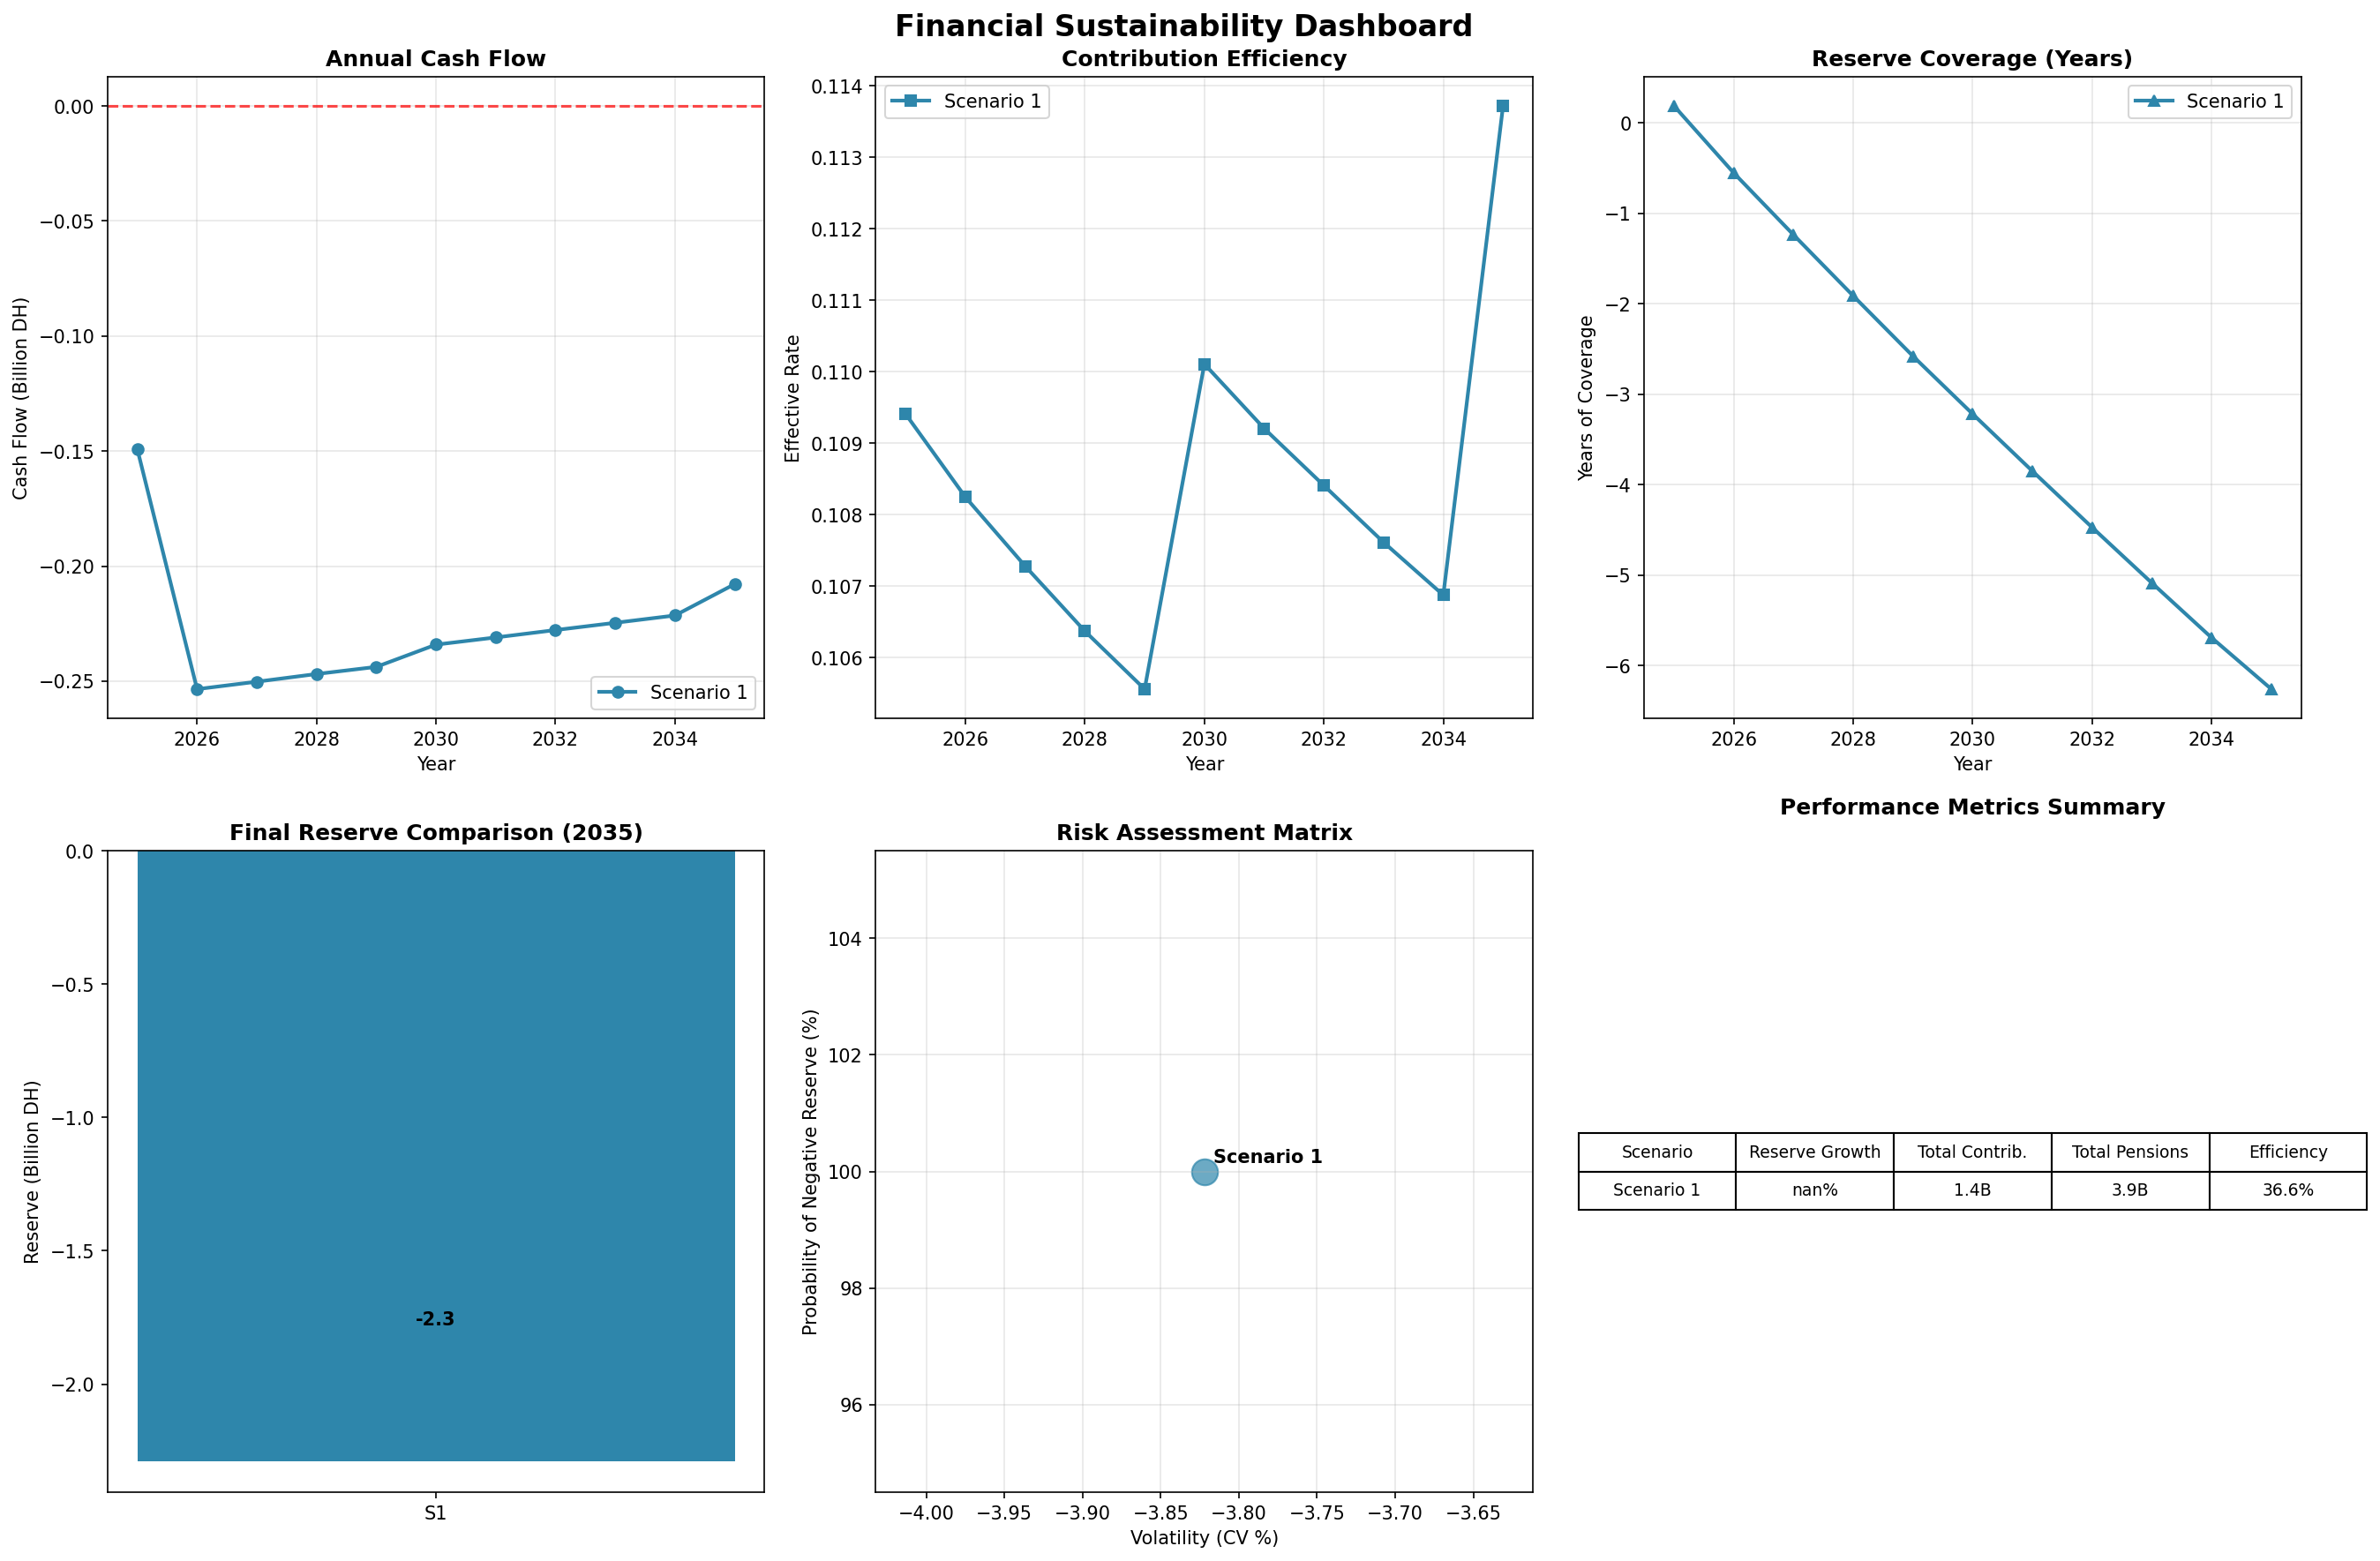 Financial Sustainability Dashboard
Annual Cash Flow
0.00
−0.05
−0.10
−0.15
−0.20
−0.25
Cash Flow (Billion DH)
Scenario 1
2026 2028 2030 2032 2034
Year
Contribution Efficiency
0.114
0.113
0.112
0.111
0.110
0.109
0.108
0.107
0.106
Effective Rate
Scenario 1
2026 2028 2030 2032 2034
Year
Reserve Coverage (Years)
0
−1
−2
−3
−4
−5
−6
Years of Coverage
Scenario 1
2026 2028 2030 2032 2034
Year
Final Reserve Comparison (2035)
0.0
−0.5
−1.0
−1.5
−2.0
Reserve (Billion DH)
-2.3
S1
Risk Assessment Matrix
104
102
100
98
96
Probability of Negative Reserve (%)
Scenario 1
−4.00 −3.95 −3.90 −3.85 −3.80 −3.75 −3.70 −3.65
Volatility (CV %)
Performance Metrics Summary
Scenario Reserve Growth Total Contrib. Total Pensions Efficiency
Scenario 1 nan% 1.4B 3.9B 36.6%